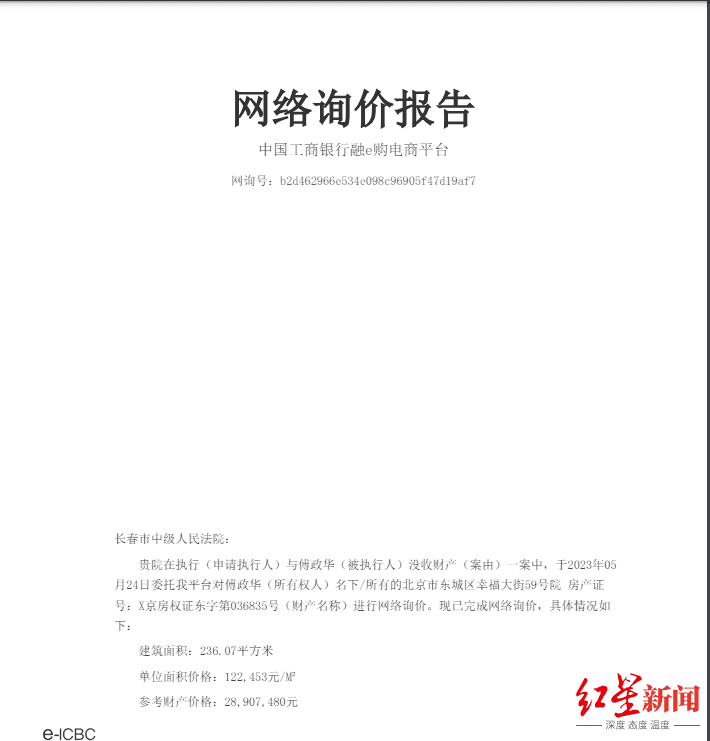 网络询价报告
中国工商银行融e购电商平台
网询号：b2d462966e534e098c96905f47d19af7
长春市中级人民法院：
贵院在执行（申请执行人）与傅政华（被执行人）没收财产（案由）一案中，于2023年05
月24日委托我平台对傅政华（所有权人）名下/所有的北京市东城区幸福大街59号院 房产证
号：X京房权证东字第036835号（财产名称）进行网络询价。现已完成网络询价，具体情况如
下：
建筑面积：236.07平方米
单位面积价格：122,453元/M²
参考财产价格：28,907,480元
红星新闻
深度 态度 温度
e-ICBC